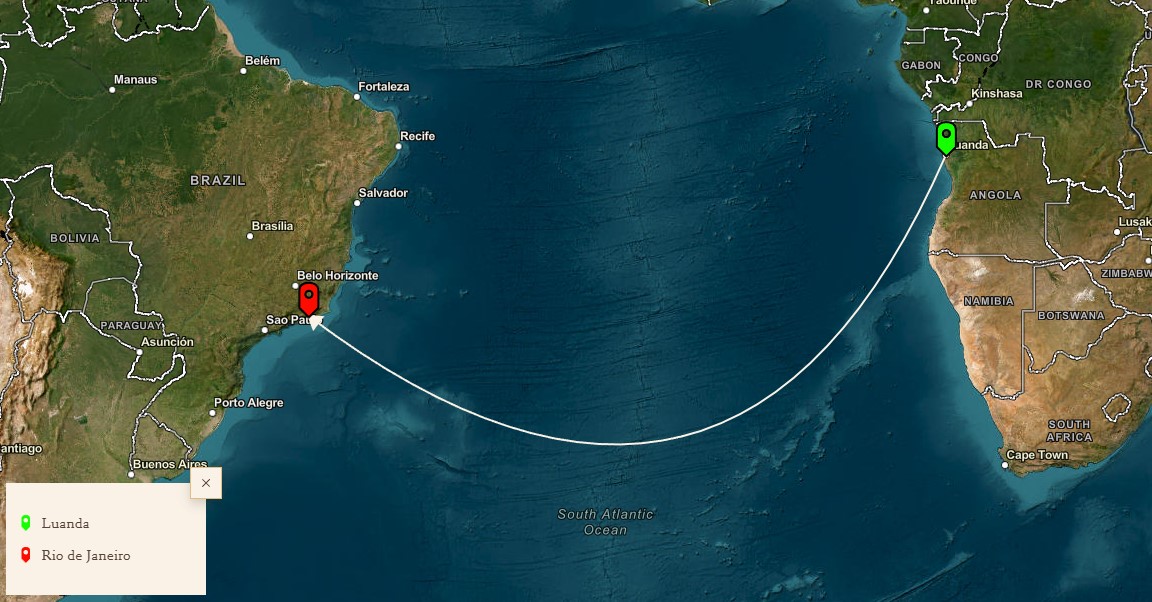 Yaoundé
Belém
GABON
CONGO
Manaus
Fortaleza
DR CONGO
Kinshasa
Recife
uanda
BRAZIL
Salvador
ANGOLA
Brasília
Lusak
BOLIVIA
Belo Horizonte
ZIMBABW
NAMIBIA
BOTSWANA
Sao Pau
PARAGUAY
Asunción
Porto Alegre
SOUTH
AFRICA
antiago
Cape Town
Buenos Aires
×
South Atlantic
Ocean
Luanda
Rio de Janeiro